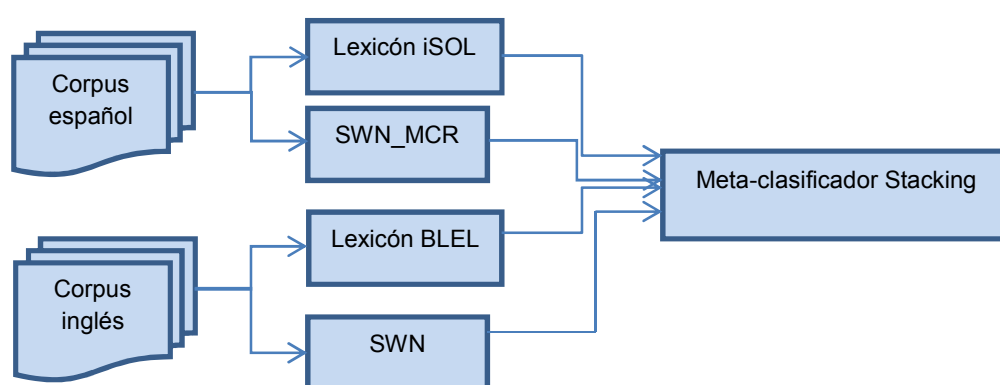 Corpus
español
Lexicón iSOL
SWN_MCR
Meta-clasificador Stacking
Corpus
inglés
Lexicón BLEL
SWN